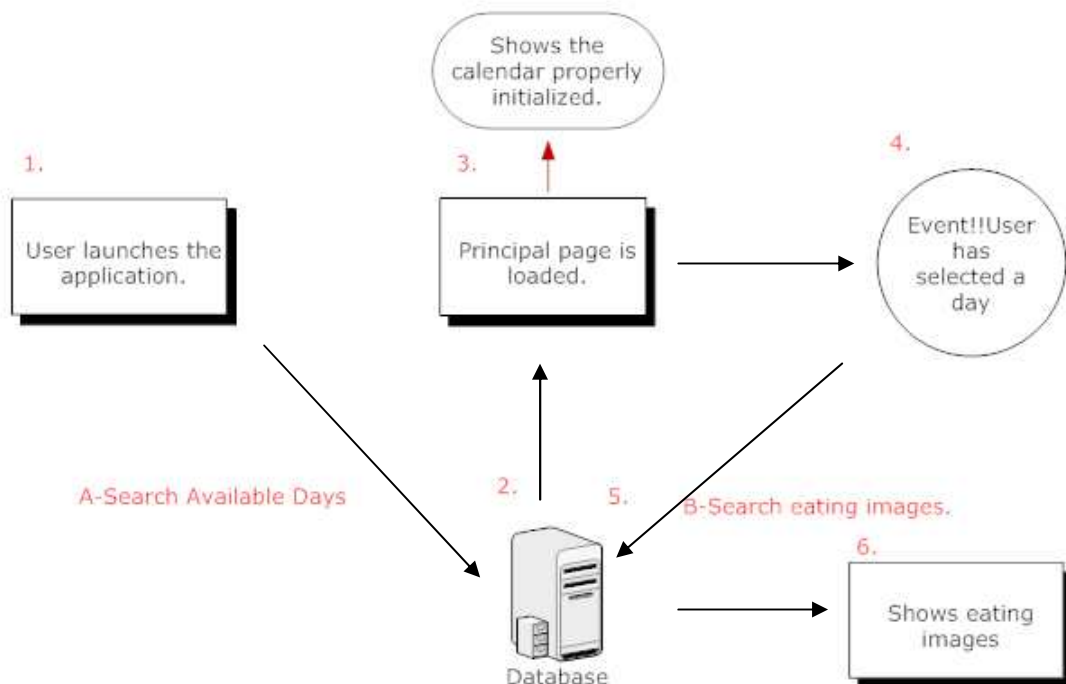 Shows the
calendar properly
initialized.
1.
3.
4.
User launches the
application.
Principal page is
loaded.
Event!!User
has
selected a
day
A-Search Available Days
2.
5.
B-Search eating images.
6.
Shows eating
images
Database